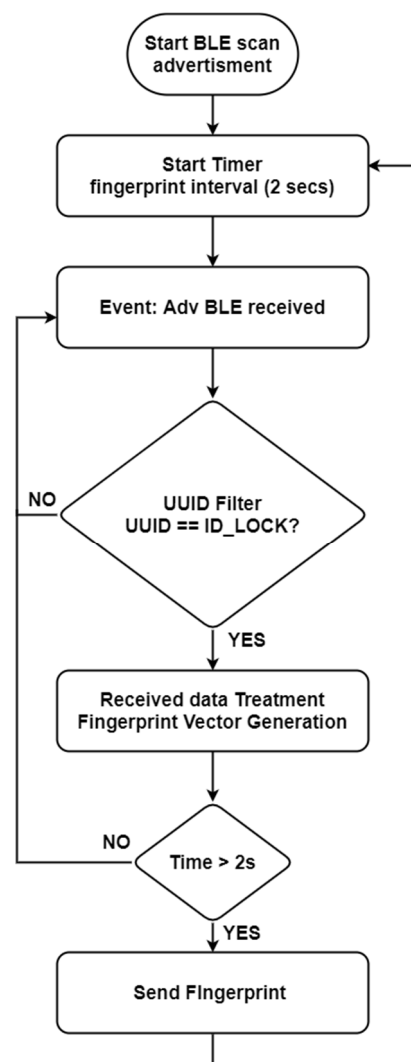 Start BLE scan
advertisment
Start Timer
fingerprint interval (2 secs)
Event: Adv BLE received
NO
UUID Filter
UUID == ID_LOCK?
YES
Received data Treatment
Fingerprint Vector Generation
NO
Time > 2s
YES
Send FIngerprint